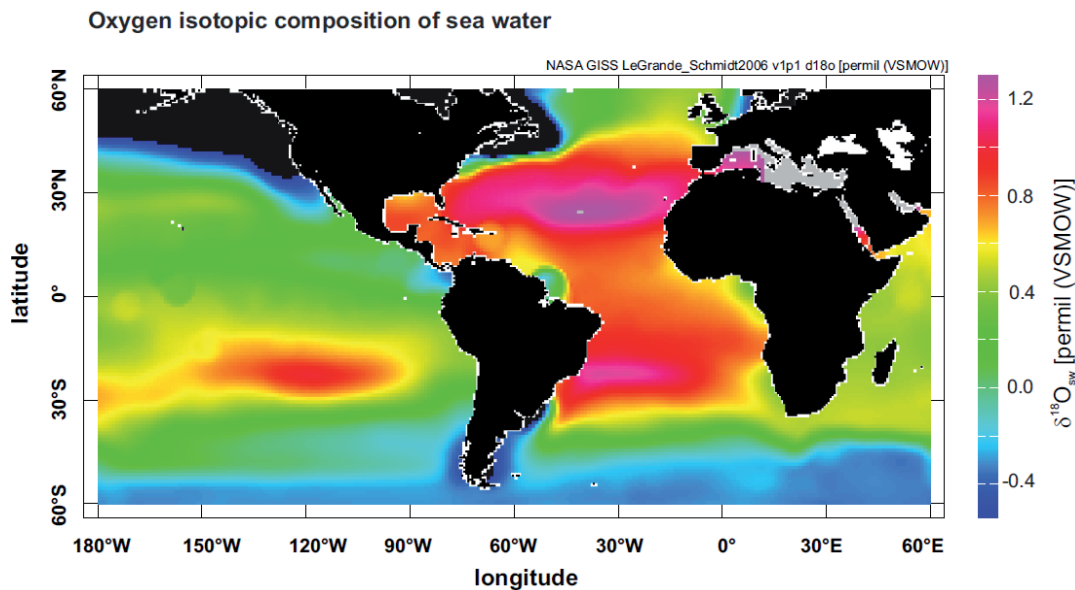 Oxygen isotopic composition of sea water
NASA GISS LeGrande_Schmidt2006 v1p1 d18o [permil (VSMOW)]
60°N
30°N
0°
30°S
60°S
latitude
180°W
150°W
120°W
90°W
60°W
30°W
0°
30°E
60°E
longitude
1.2
0.8
0.4
0.0
-0.4
δ¹⁸Oₛw [permil (VSMOW)]